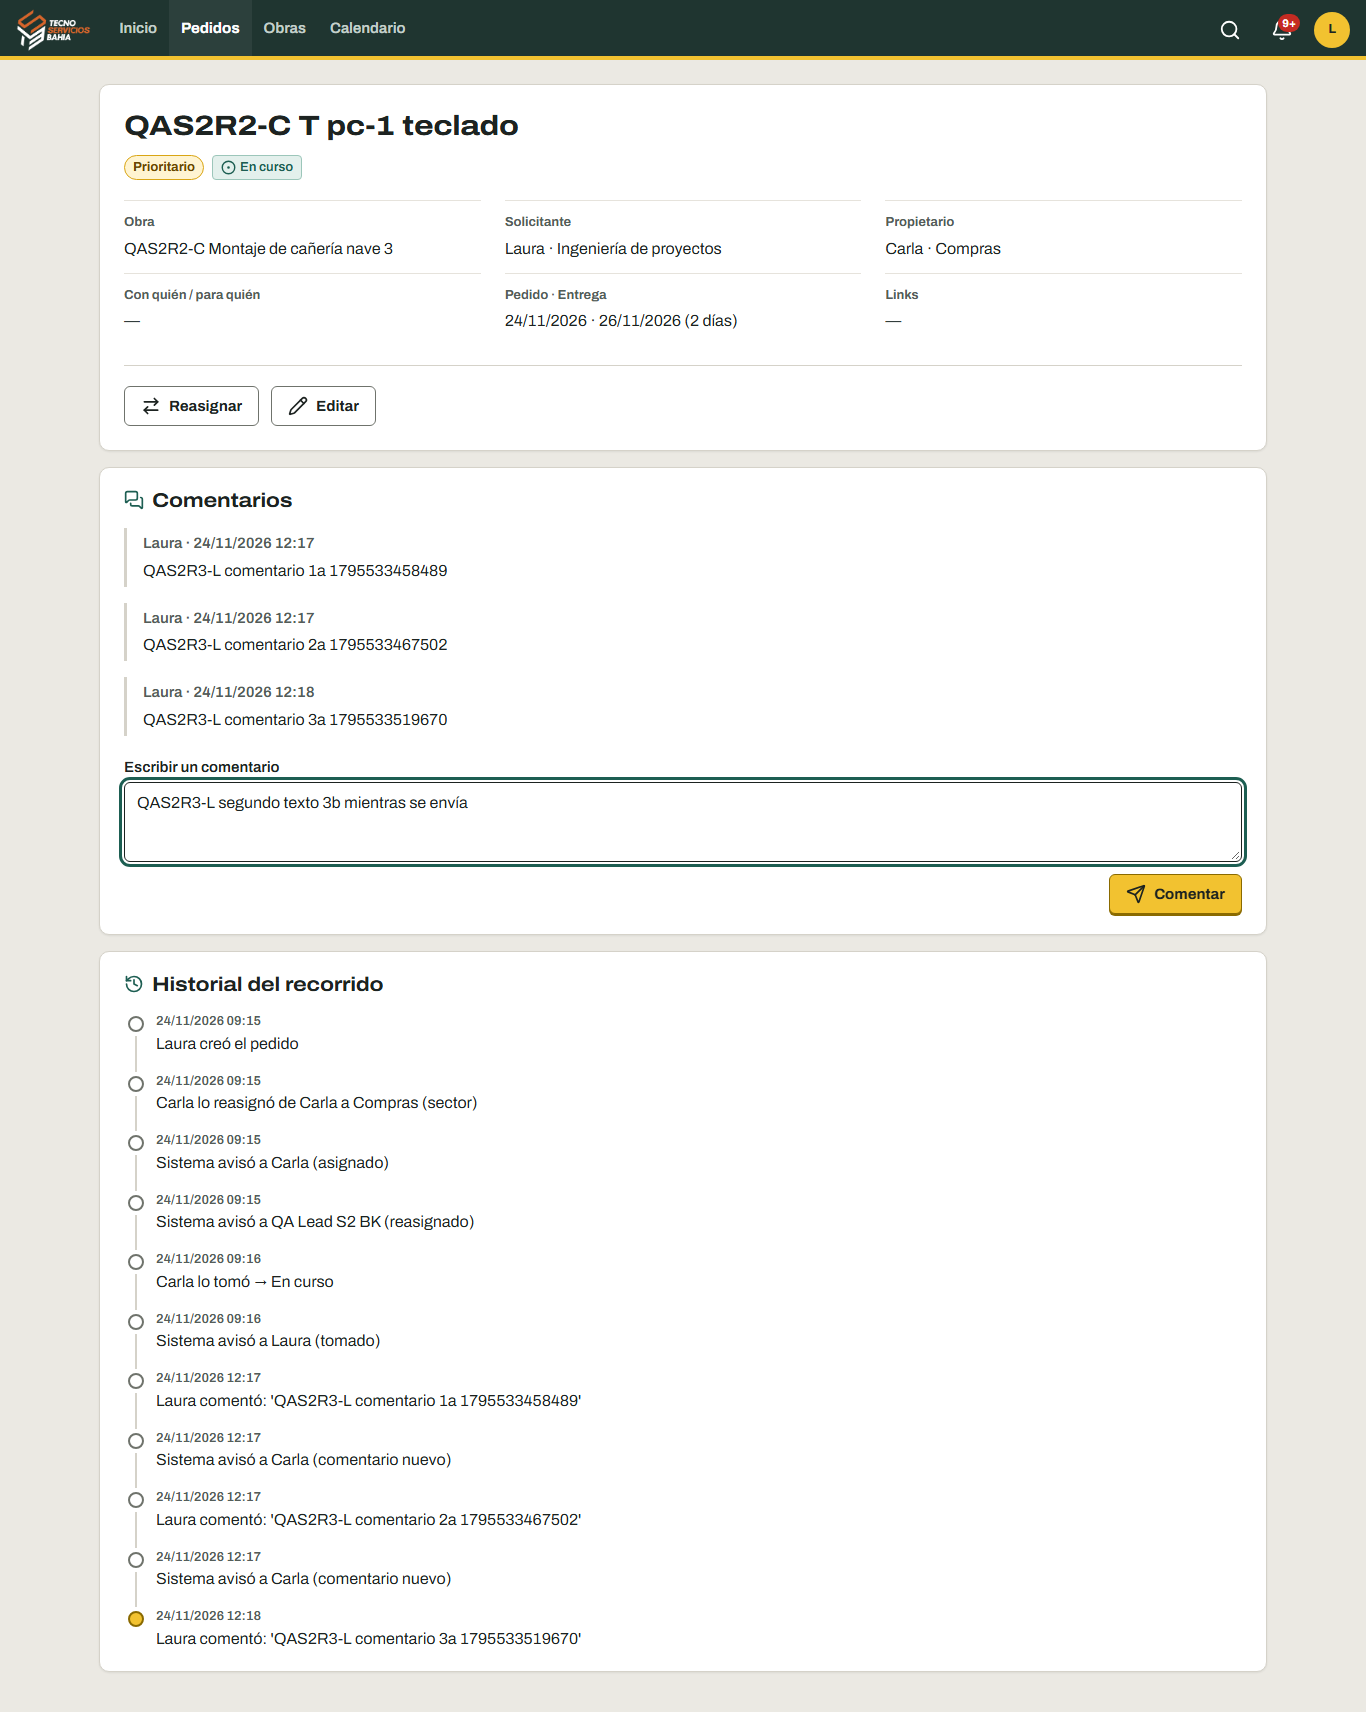 TECNO
SERVICIOS
BAHIA
Inicio
Pedidos
Obras
Calendario
9+
L
QAS2R2-C T pc-1 teclado
Prioritario
En curso
Obra
QAS2R2-C Montaje de cañería nave 3
Solicitante
Laura · Ingeniería de proyectos
Propietario
Carla · Compras
Con quién / para quién
—
Pedido · Entrega
24/11/2026 · 26/11/2026 (2 días)
Links
—
Reasignar
Editar
Comentarios
Laura · 24/11/2026 12:17
QAS2R3-L comentario 1a 1795533458489
Laura · 24/11/2026 12:17
QAS2R3-L comentario 2a 1795533467502
Laura · 24/11/2026 12:18
QAS2R3-L comentario 3a 1795533519670
Escribir un comentario
QAS2R3-L segundo texto 3b mientras se envía
Comentar
Historial del recorrido
24/11/2026 09:15
Laura creó el pedido
24/11/2026 09:15
Carla lo reasignó de Carla a Compras (sector)
24/11/2026 09:15
Sistema avisó a Carla (asignado)
24/11/2026 09:15
Sistema avisó a QA Lead S2 BK (reasignado)
24/11/2026 09:16
Carla lo tomó → En curso
24/11/2026 09:16
Sistema avisó a Laura (tomado)
24/11/2026 12:17
Laura comentó: 'QAS2R3-L comentario 1a 1795533458489'
24/11/2026 12:17
Sistema avisó a Carla (comentario nuevo)
24/11/2026 12:17
Laura comentó: 'QAS2R3-L comentario 2a 1795533467502'
24/11/2026 12:17
Sistema avisó a Carla (comentario nuevo)
24/11/2026 12:18
Laura comentó: 'QAS2R3-L comentario 3a 1795533519670'